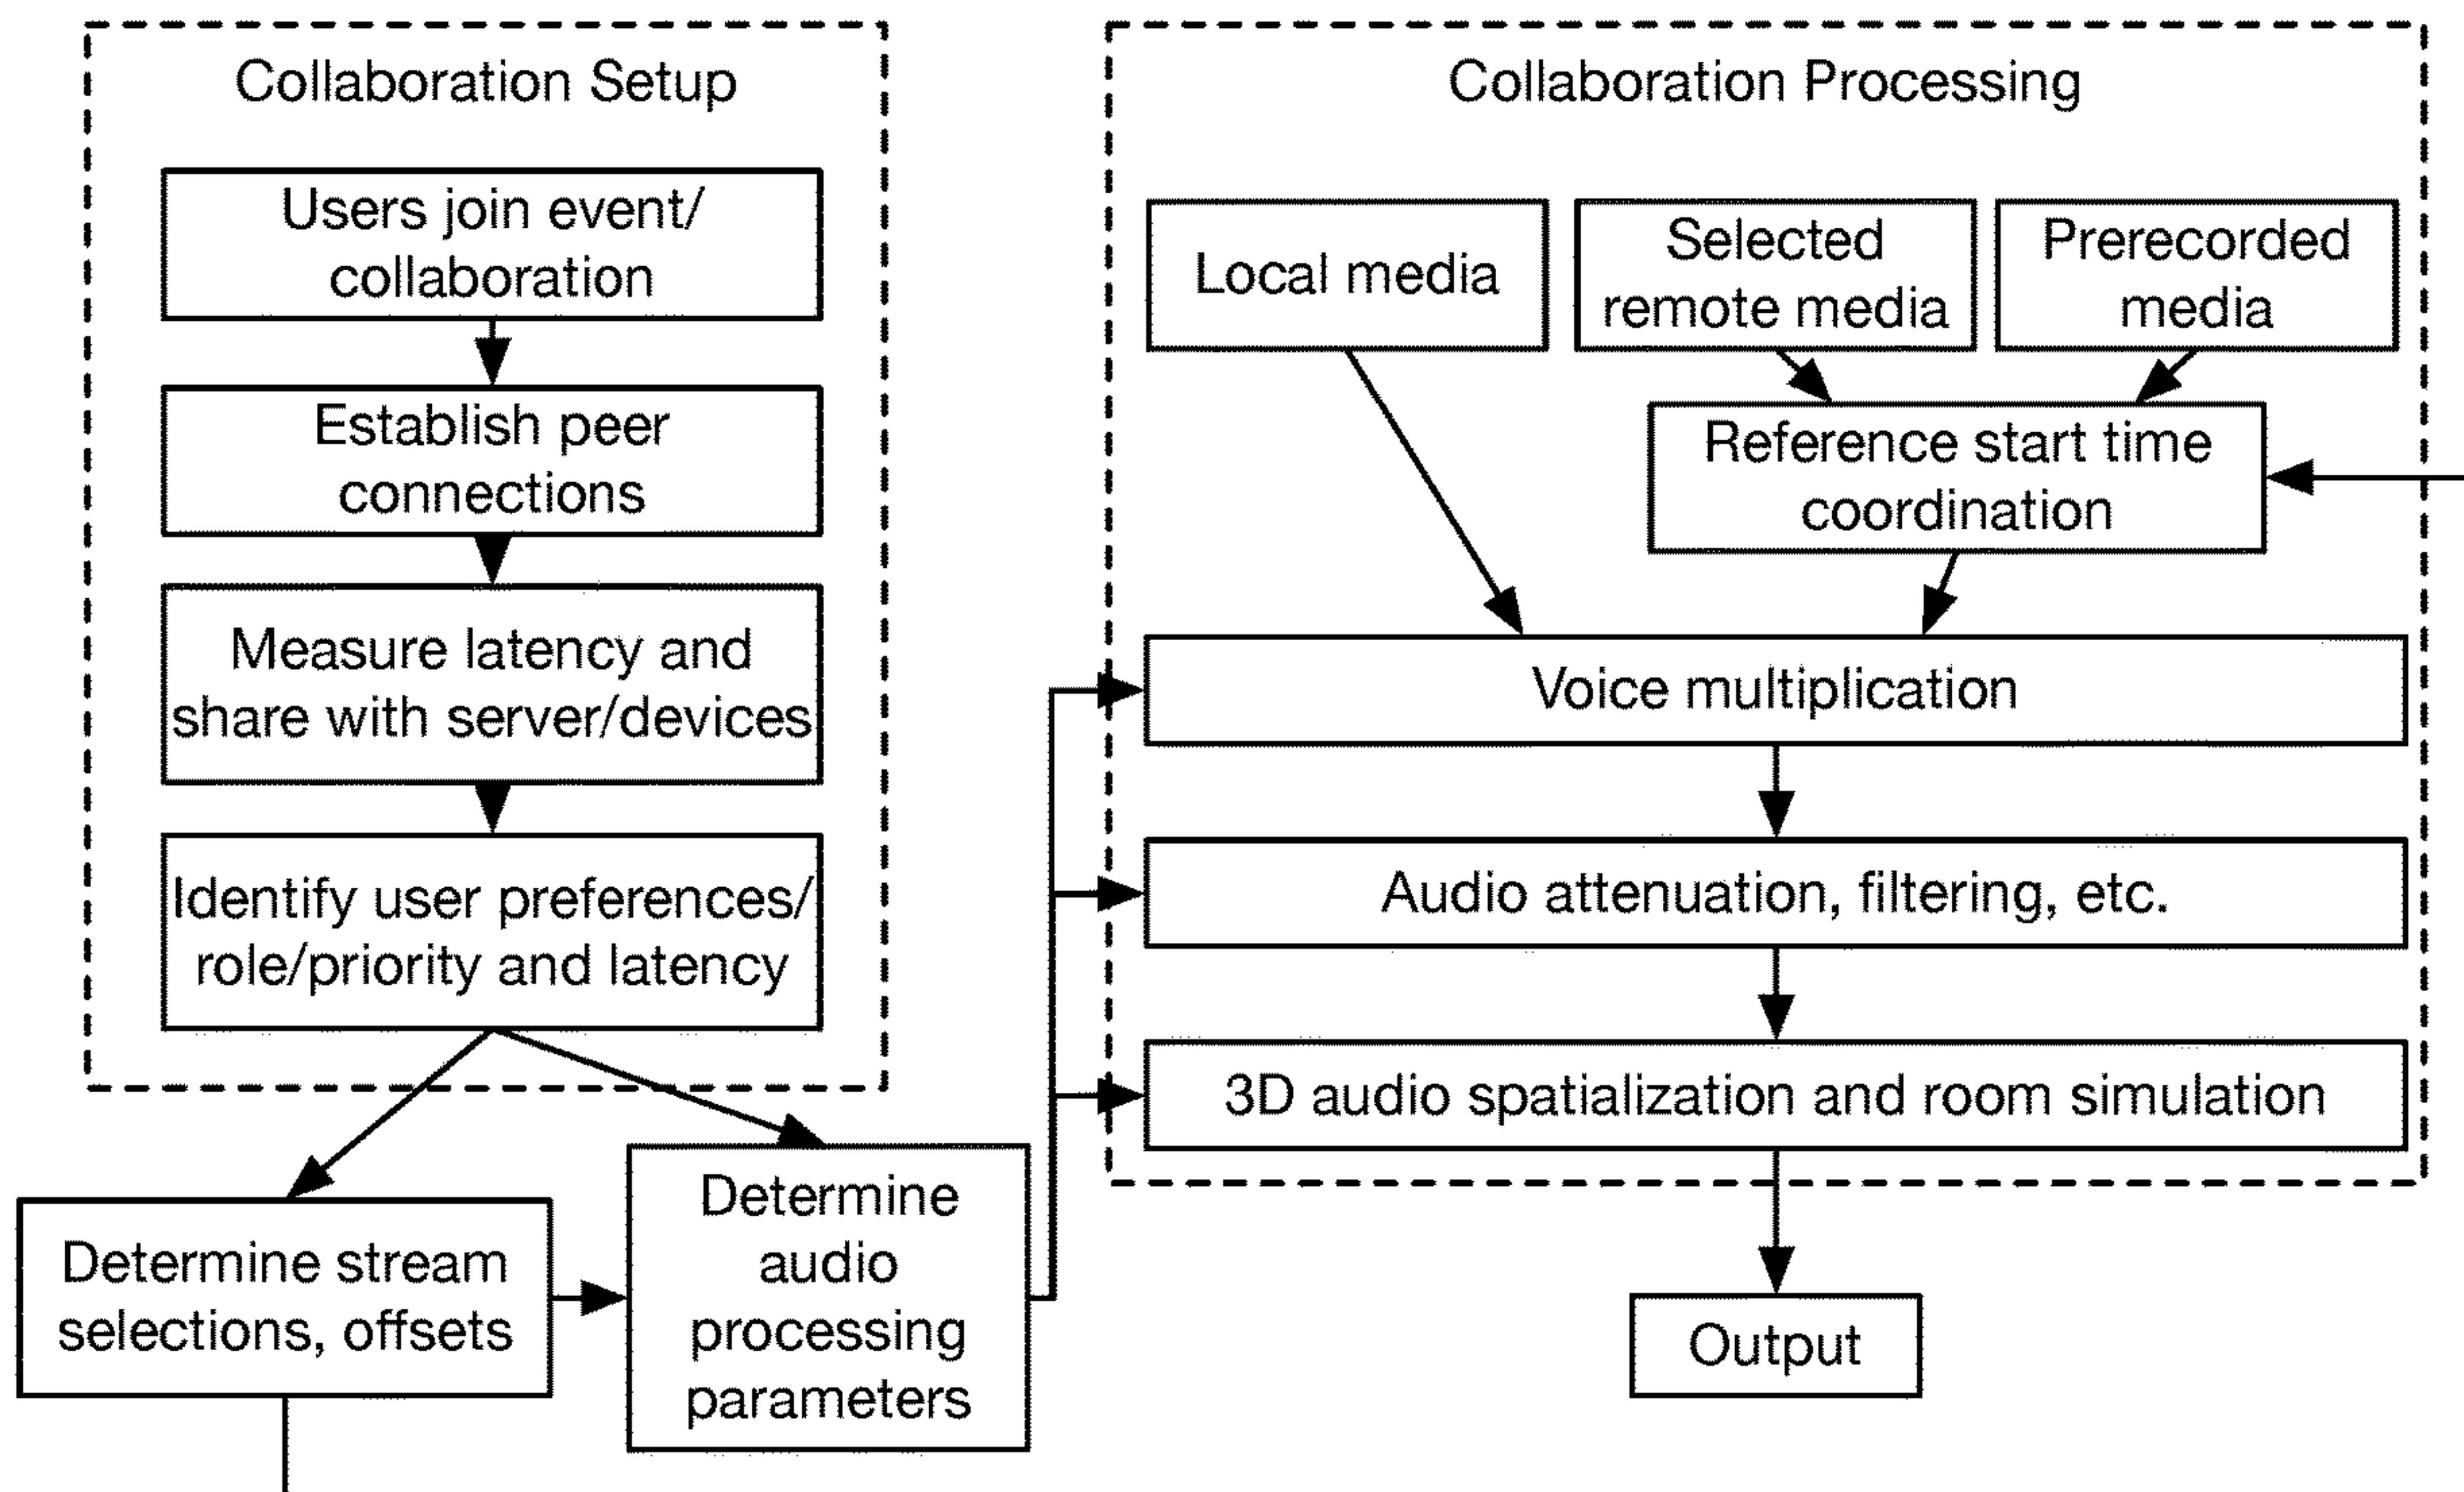 Collaboration Setup
Users join event/
collaboration
Establish peer
connections
Measure latency and
share with server/devices
Identify user preferences/
role/priority and latency
Determine stream
selections, offsets
Determine
audio
processing
parameters
Collaboration Processing
Local media
Selected
remote media
Prerecorded
media
Reference start time
coordination
Voice multiplication
Audio attenuation, filtering, etc.
3D audio spatialization and room simulation
Output